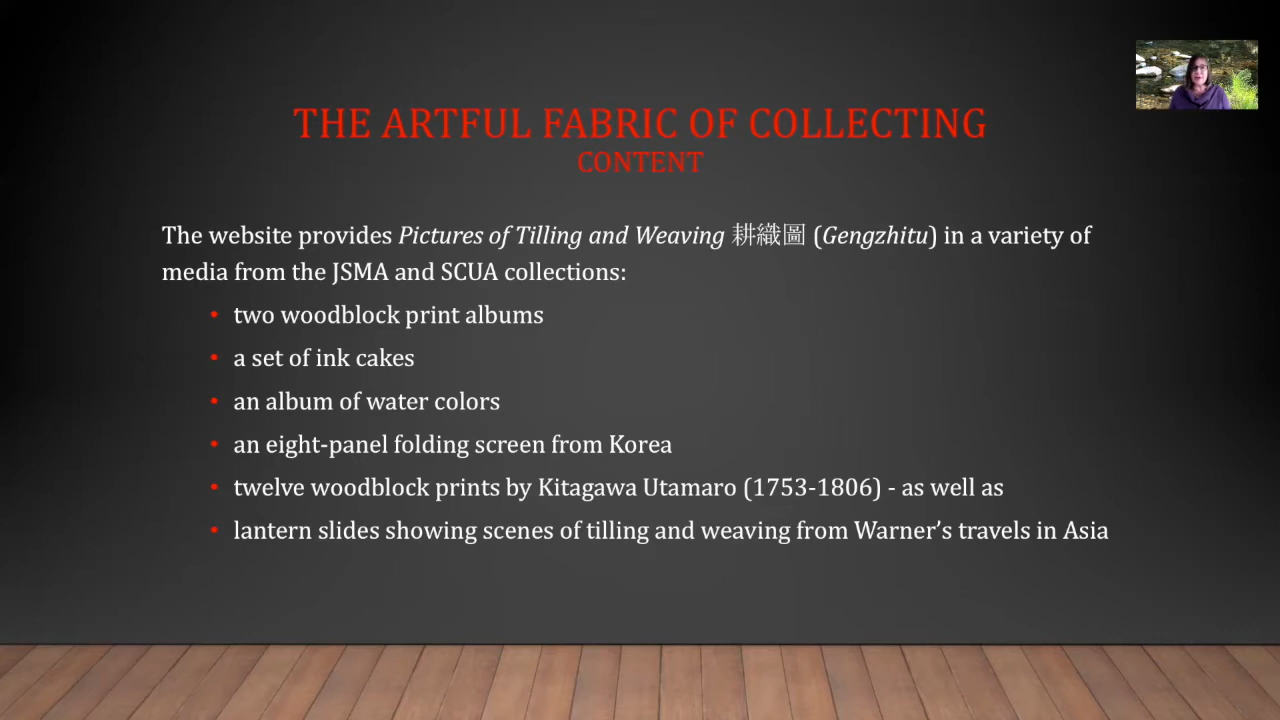 THE ARTFUL FABRIC OF COLLECTING
CONTENT
The website provides Pictures of Tilling and Weaving 耕織圖 (Gengzhitu) in a variety of
media from the JSMA and SCUA collections:
• two woodblock print albums
• a set of ink cakes
• an album of water colors
• an eight-panel folding screen from Korea
• twelve woodblock prints by Kitagawa Utamaro (1753-1806) - as well as
• lantern slides showing scenes of tilling and weaving from Warner’s travels in Asia